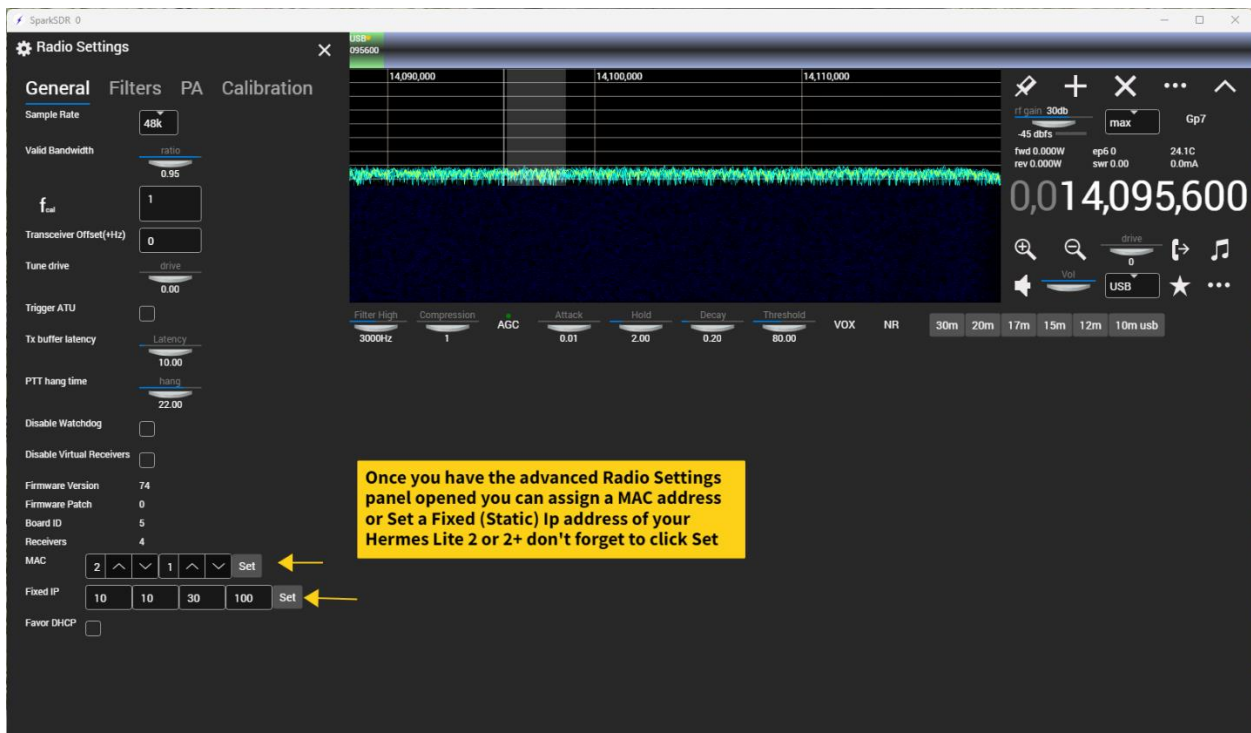 SparkSDR 0
Radio Settings
General Filters PA Calibration
Sample Rate 48k
Valid Bandwidth ratio
0.95
fcal 1
Transceiver Offset(+Hz) 0
Tune drive drive
0.00
Trigger ATU
Tx buffer latency Latency
10.00
PTT hang time hang
22.00
Disable Watchdog
Disable Virtual Receivers
Firmware Version 74
Firmware Patch 0
Board ID 5
Receivers 4
MAC 2 1 Set
Fixed IP 10 10 30 100 Set
Favor DHCP
USB
095600
14,090,000 14,100,000 14,110,000
rf gain 30db max Gp7
-45 dbfs
fwd 0.000W ep6 0 24.1C
rev 0.000W swr 0.00 0.0mA
0,014,095,600
drive
0
Vol USB
Filter High Compression AGC Attack Hold Decay Threshold VOX NR 30m 20m 17m 15m 12m 10m usb
3000Hz 1 0.01 2.00 0.20 80.00
Once you have the advanced Radio Settings
panel opened you can assign a MAC address
or Set a Fixed (Static) Ip address of your
Hermes Lite 2 or 2+ don't forget to click Set